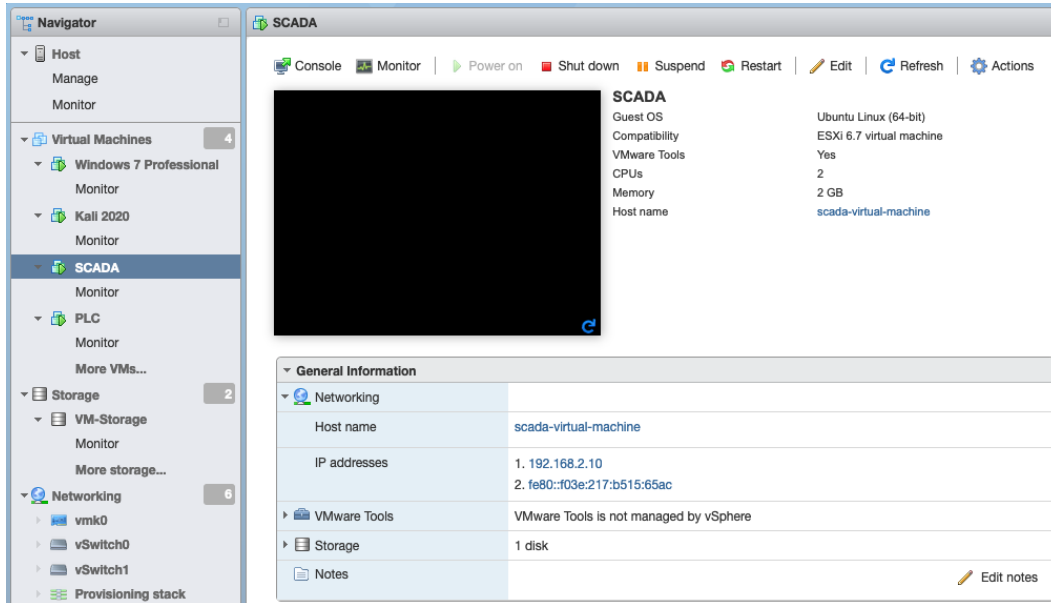 Navigator
Host
Manage
Monitor
Virtual Machines 4
Windows 7 Professional
Monitor
Kali 2020
Monitor
SCADA
Monitor
PLC
Monitor
More VMs...
Storage 2
VM-Storage
Monitor
More storage...
Networking 6
vmk0
vSwitch0
vSwitch1
Provisioning stack
SCADA
Console Monitor Power on Shut down Suspend Restart Edit Refresh Actions
SCADA
Guest OS Ubuntu Linux (64-bit)
Compatibility ESXi 6.7 virtual machine
VMware Tools Yes
CPUs 2
Memory 2 GB
Host name scada-virtual-machine
General Information
Networking
Host name scada-virtual-machine
IP addresses 1. 192.168.2.10
2. fe80::f03e:217:b515:65ac
VMware Tools VMware Tools is not managed by vSphere
Storage 1 disk
Notes Edit notes